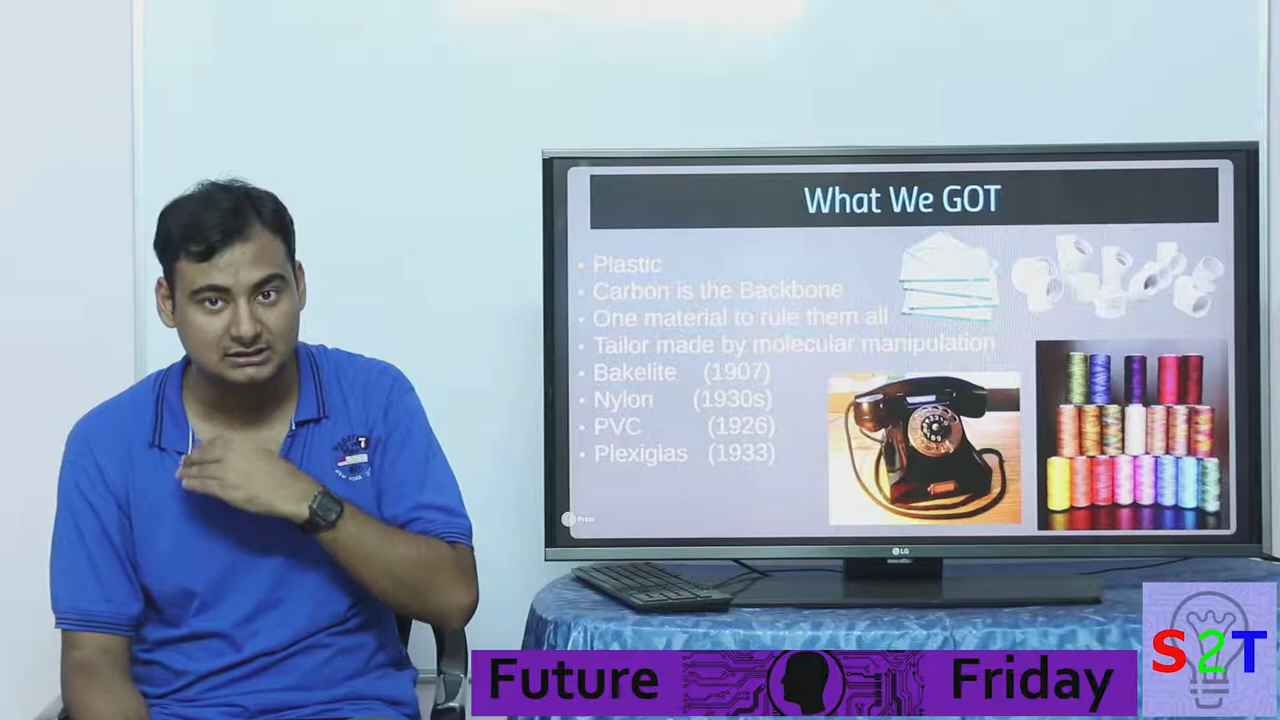 What We GOT
• Plastic
• Carbon is the Backbone
• One material to rule them all
• Tailor made by molecular manipulation
• Bakelite (1907)
• Nylon (1930s)
• PVC (1926)
• Plexiglas (1933)
LG
Future Friday
S2T